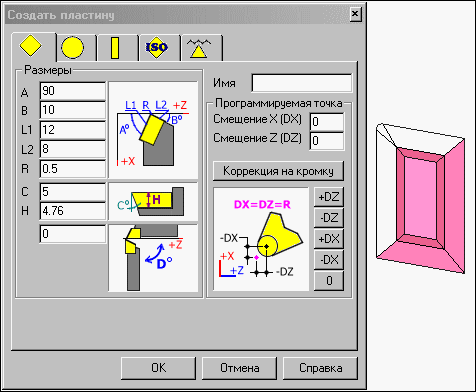 Создать пластину
ISO
Размеры
A 90
B 10
L1 12
L2 8
R 0.5
C 5
H 4.76
0
L1 R L2 +Z
A° B°
+X
C° H
+Z
D°
Имя
Программируемая точка
Смещение X (DX) 0
Смещение Z (DZ) 0
Коррекция на кромку
DX=DZ=R
-DX
+X
+Z -DZ
+DZ
-DZ
+DX
-DX
0
OK Отмена Справка